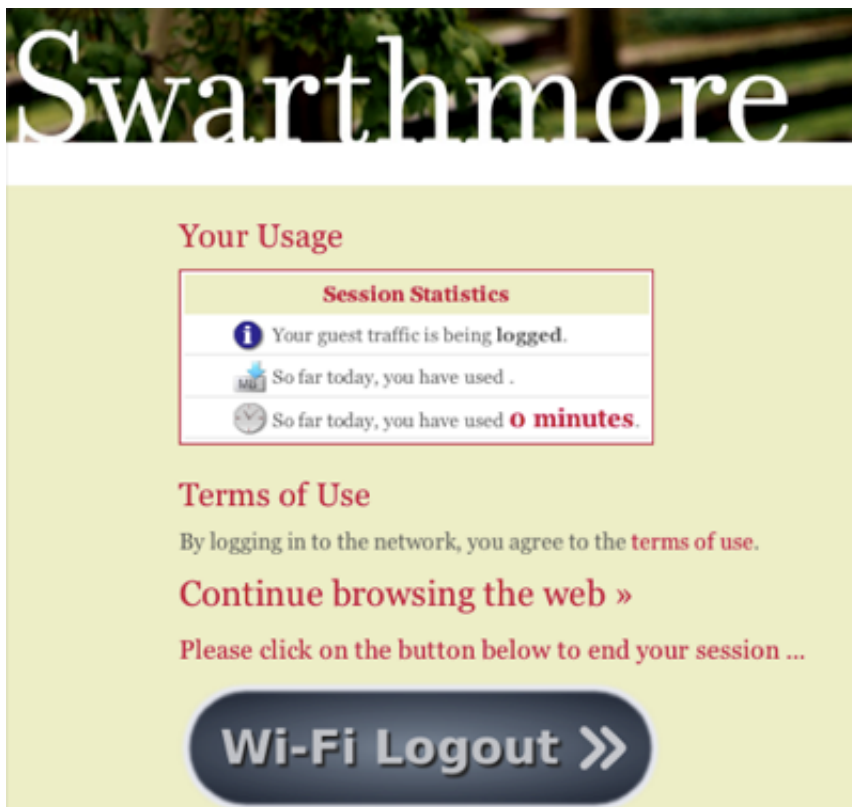 Swarthmore
Your Usage
Session Statistics
Your guest traffic is being logged.
MB
So far today, you have used .
So far today, you have used 0 minutes.
Terms of Use
By logging in to the network, you agree to the terms of use.
Continue browsing the web »
Please click on the button below to end your session ...
Wi-Fi Logout »